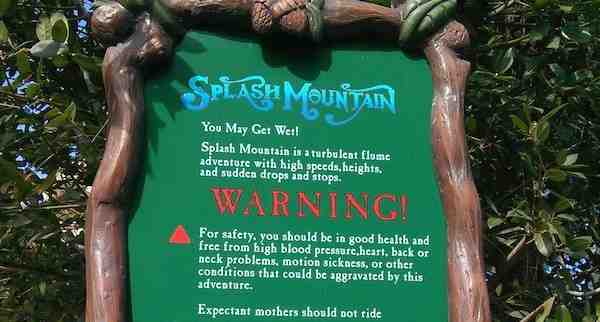 SPLASH MOUNTAIN
You May Get Wet!
Splash Mountain is a turbulent flume
adventure with high speeds,heights,
and sudden drops and stops.
WARNING!
For safety, you should be in good health and
free from high blood pressure,heart, back or
neck problems, motion sickness, or other
conditions that could be aggravated by this
adventure.
Expectant mothers should not ride